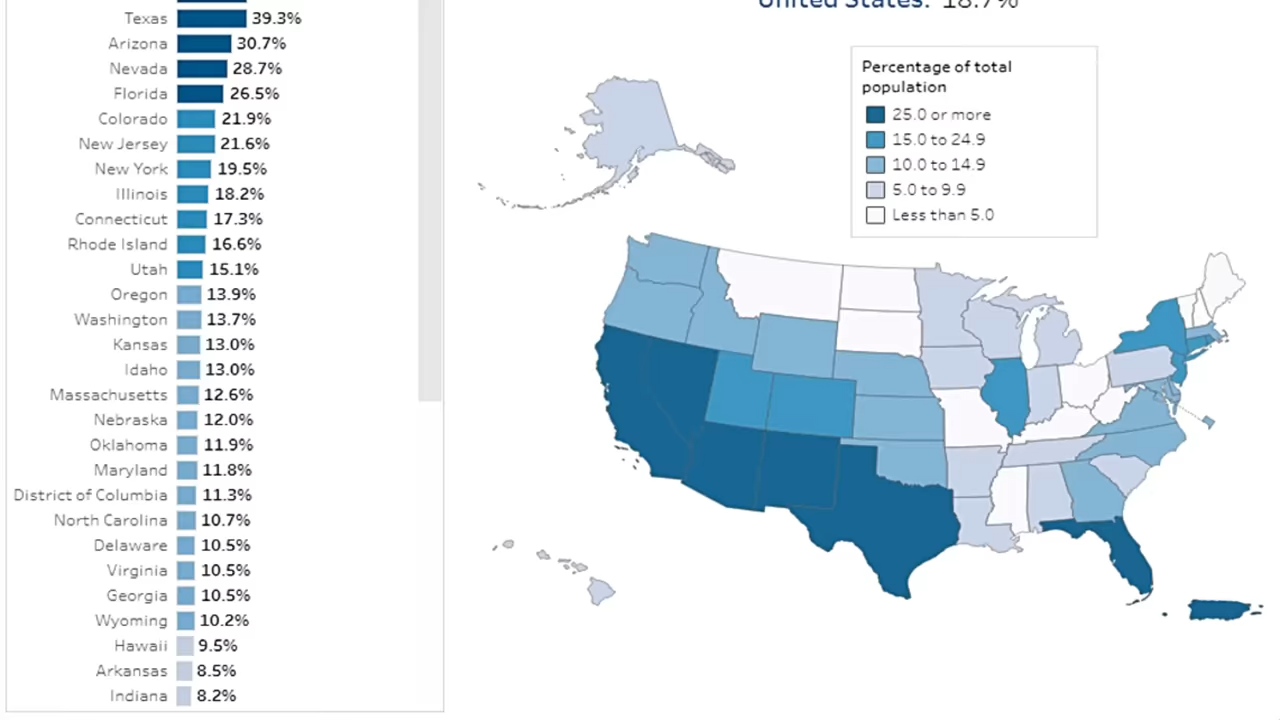 United States: 18.7%
Texas 39.3%
Arizona 30.7%
Nevada 28.7%
Florida 26.5%
Colorado 21.9%
New Jersey 21.6%
New York 19.5%
Illinois 18.2%
Connecticut 17.3%
Rhode Island 16.6%
Utah 15.1%
Oregon 13.9%
Washington 13.7%
Kansas 13.0%
Idaho 13.0%
Massachusetts 12.6%
Nebraska 12.0%
Oklahoma 11.9%
Maryland 11.8%
District of Columbia 11.3%
North Carolina 10.7%
Delaware 10.5%
Virginia 10.5%
Georgia 10.5%
Wyoming 10.2%
Hawaii 9.5%
Arkansas 8.5%
Indiana 8.2%
Percentage of total
population
25.0 or more
15.0 to 24.9
10.0 to 14.9
5.0 to 9.9
Less than 5.0